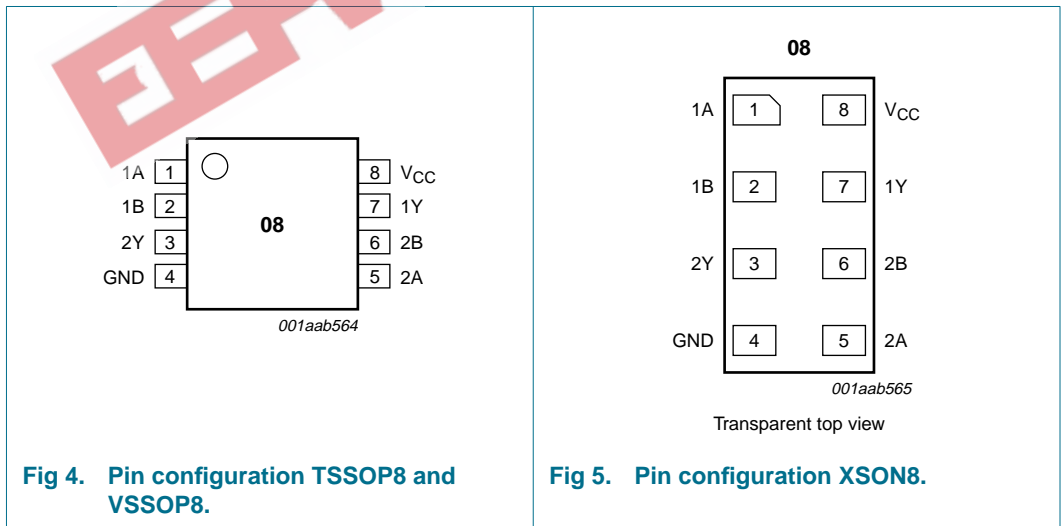 1A 1 8 VCC
1B 2 7 1Y
2Y 3 08 6 2B
GND 4 5 2A
001aab564
Fig 4. Pin configuration TSSOP8 and
VSSOP8.
08
1A 1 8 VCC
1B 2 7 1Y
2Y 3 6 2B
GND 4 5 2A
001aab565
Transparent top view
Fig 5. Pin configuration XSON8.